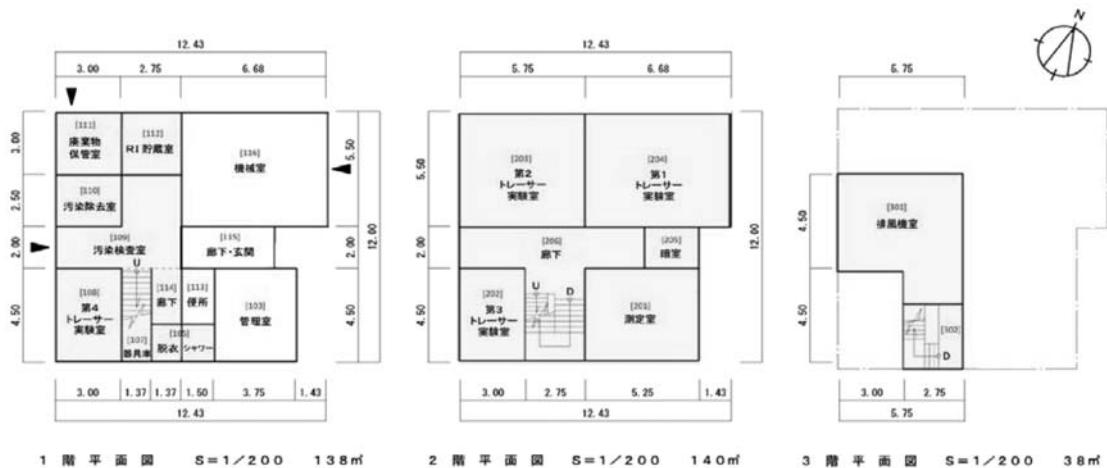 N
12.43
3.00 2.75 6.68
3.00
2.50
2.00
4.50
5.50
2.00
4.50
12.00
[111]
廃棄物
保管室
[112]
RI貯蔵室
[116]
機械室
[110]
汚染除去室
[109]
汚染検査室
U
[115]
廊下・玄関
[108]
第4
トレーサー
実験室
[114]
廊下
[113]
便所
[103]
管理室
[107]
器具庫
脱衣
シャワー
3.00 1.37 1.37 1.50 3.75 1.43
12.43
1 階 平 面 図 S=1/200 138㎡
12.43
5.75 6.68
5.50
2.00
4.50
12.00
[203]
第2
トレーサー
実験室
[204]
第1
トレーサー
実験室
[206]
廊下
[205]
暗室
[202]
第3
トレーサー
実験室
U D
[201]
測定室
3.00 2.75 5.25 1.43
12.43
2 階 平 面 図 S=1/200 140㎡
5.75
4.50
4.50
[301]
排風機室
[302]
D
3.00 2.75
5.75
3 階 平 面 図 S=1/200 38㎡